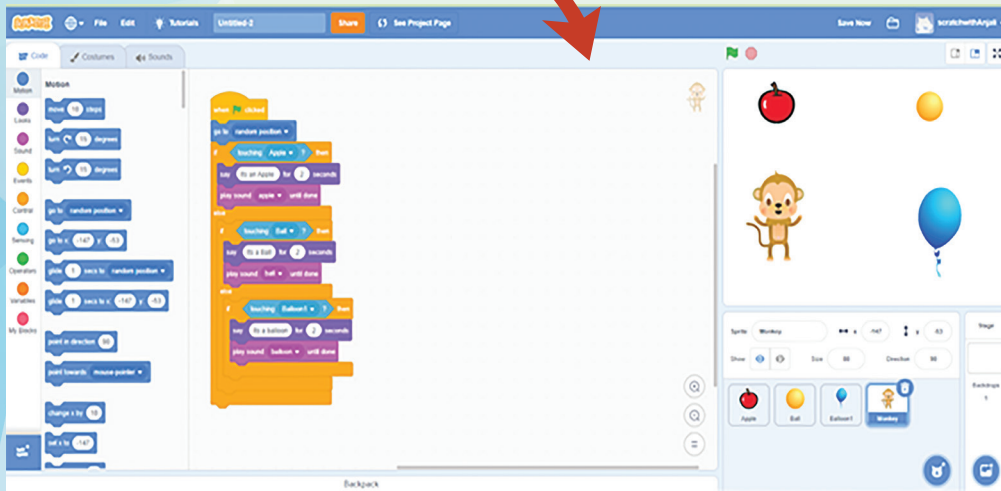 SCRATCH File Edit Tutorials Untitled-2 Share See Project Page Save Now scratchwithAnjali
Code Costumes Sounds
Motion
Looks
Sound
Events
Control
Sensing
Operators
Variables
My Blocks
Motion
move 10 steps
turn 15 degrees
turn 15 degrees
go to random position
go to x: -147 y: -53
glide 1 secs to random position
glide 1 secs to x: -147 y: -53
point in direction 90
point towards mouse-pointer
change x by 10
set x to -147
when clicked
go to random position
if touching Apple ? then
say Its an Apple for 2 seconds
play sound apple until done
else
if touching Ball ? then
say Its a Ball for 2 seconds
play sound ball until done
else
if touching Balloon1 ? then
say Its a balloon for 2 seconds
play sound balloon until done
Sprite Monkey x -147 y
Show Size Direction 90
Apple Ball Balloon1 Monkey
Stage
Backdrops
1
Backpack